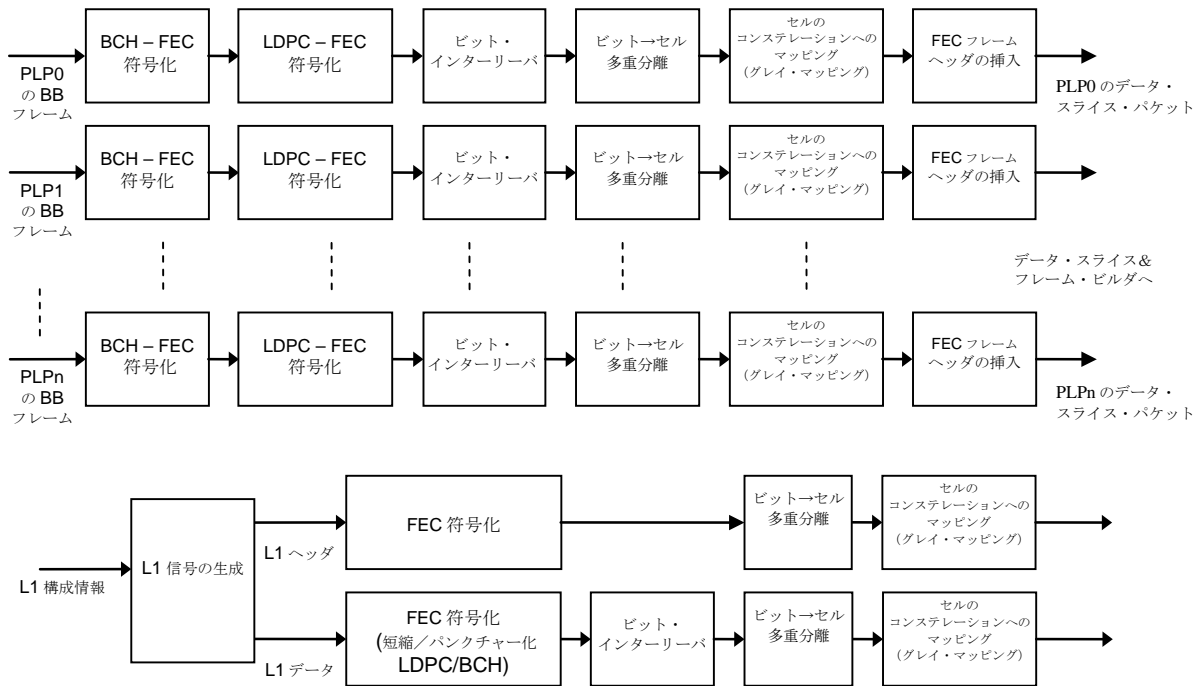 BCH – FEC
符号化
LDPC – FEC
符号化
ビット・
インターリーバ
ビット→セル
多重分離
セルの
コンステレーションへの
マッピング
(グレイ・マッピング)
FEC フレーム
ヘッダの挿入
PLP0
の BB
フレーム
PLP0 のデータ・
スライス・パケット
BCH – FEC
符号化
LDPC – FEC
符号化
ビット・
インターリーバ
ビット→セル
多重分離
セルの
コンステレーションへの
マッピング
(グレイ・マッピング)
FEC フレーム
ヘッダの挿入
PLP1
の BB
フレーム
データ・スライス&
フレーム・ビルダへ
BCH – FEC
符号化
LDPC – FEC
符号化
ビット・
インターリーバ
ビット→セル
多重分離
セルの
コンステレーションへの
マッピング
(グレイ・マッピング)
FEC フレーム
ヘッダの挿入
PLPn
の BB
フレーム
PLPn のデータ・
スライス・パケット
L1 構成情報
L1 信号の生成
L1 ヘッダ
FEC 符号化
ビット→セル
多重分離
セルの
コンステレーションへの
マッピング
(グレイ・マッピング)
L1 データ
FEC 符号化
(短縮/パンクチャー化
LDPC/BCH)
ビット・
インターリーバ
ビット→セル
多重分離
セルの
コンステレーションへの
マッピング
(グレイ・マッピング)